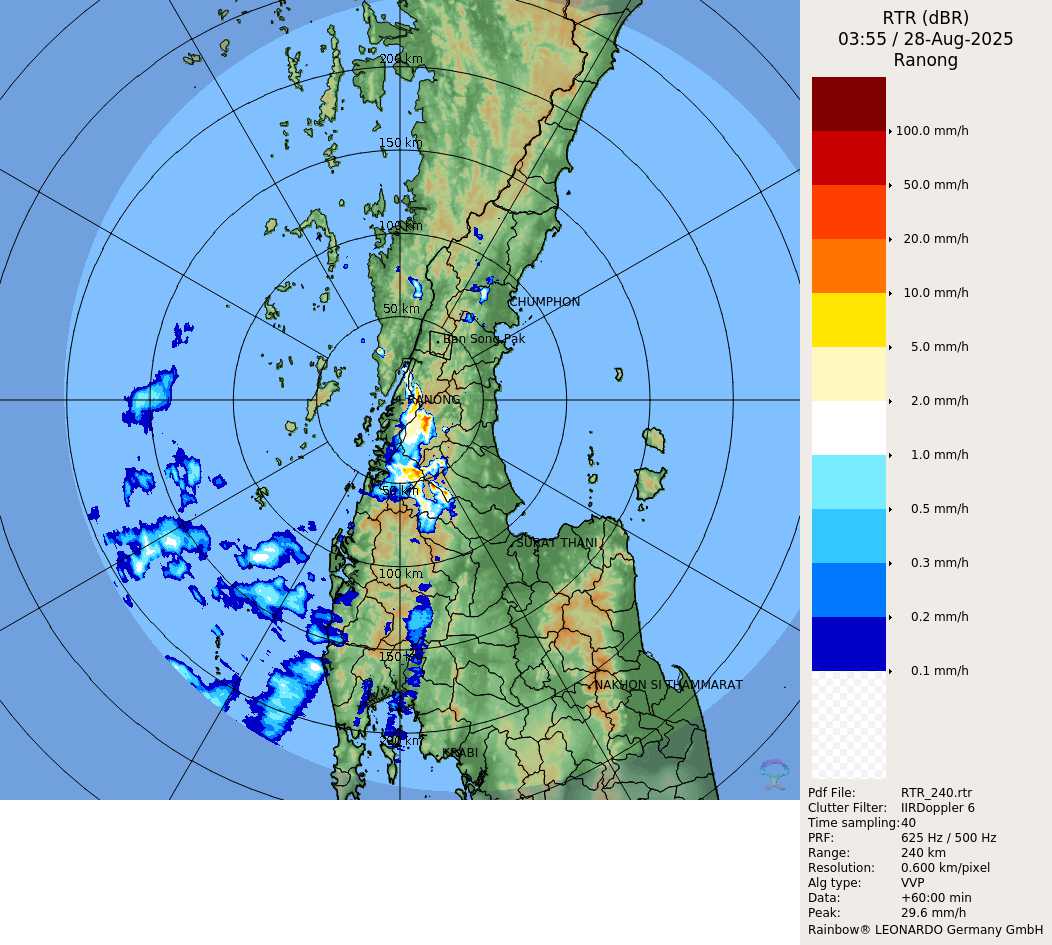 RTR (dBR)
03:55 / 28-Aug-2025
Ranong
100.0 mm/h
50.0 mm/h
20.0 mm/h
10.0 mm/h
5.0 mm/h
2.0 mm/h
1.0 mm/h
0.5 mm/h
0.3 mm/h
0.2 mm/h
0.1 mm/h
Pdf File: RTR_240.rtr
Clutter Filter: IIRDoppler 6
Time sampling: 40
PRF: 625 Hz / 500 Hz
Range: 240 km
Resolution: 0.600 km/pixel
Alg type: VVP
Data: +60:00 min
Peak: 29.6 mm/h
Rainbow® LEONARDO Germany GmbH
200 km
150 km
100 km
CHUMPHON
50 km
Ban Song Pak
RANONG
50 km
SURAT THANI
100 km
150 km
NAKHON SI THAMMARAT
200 km
KRABI